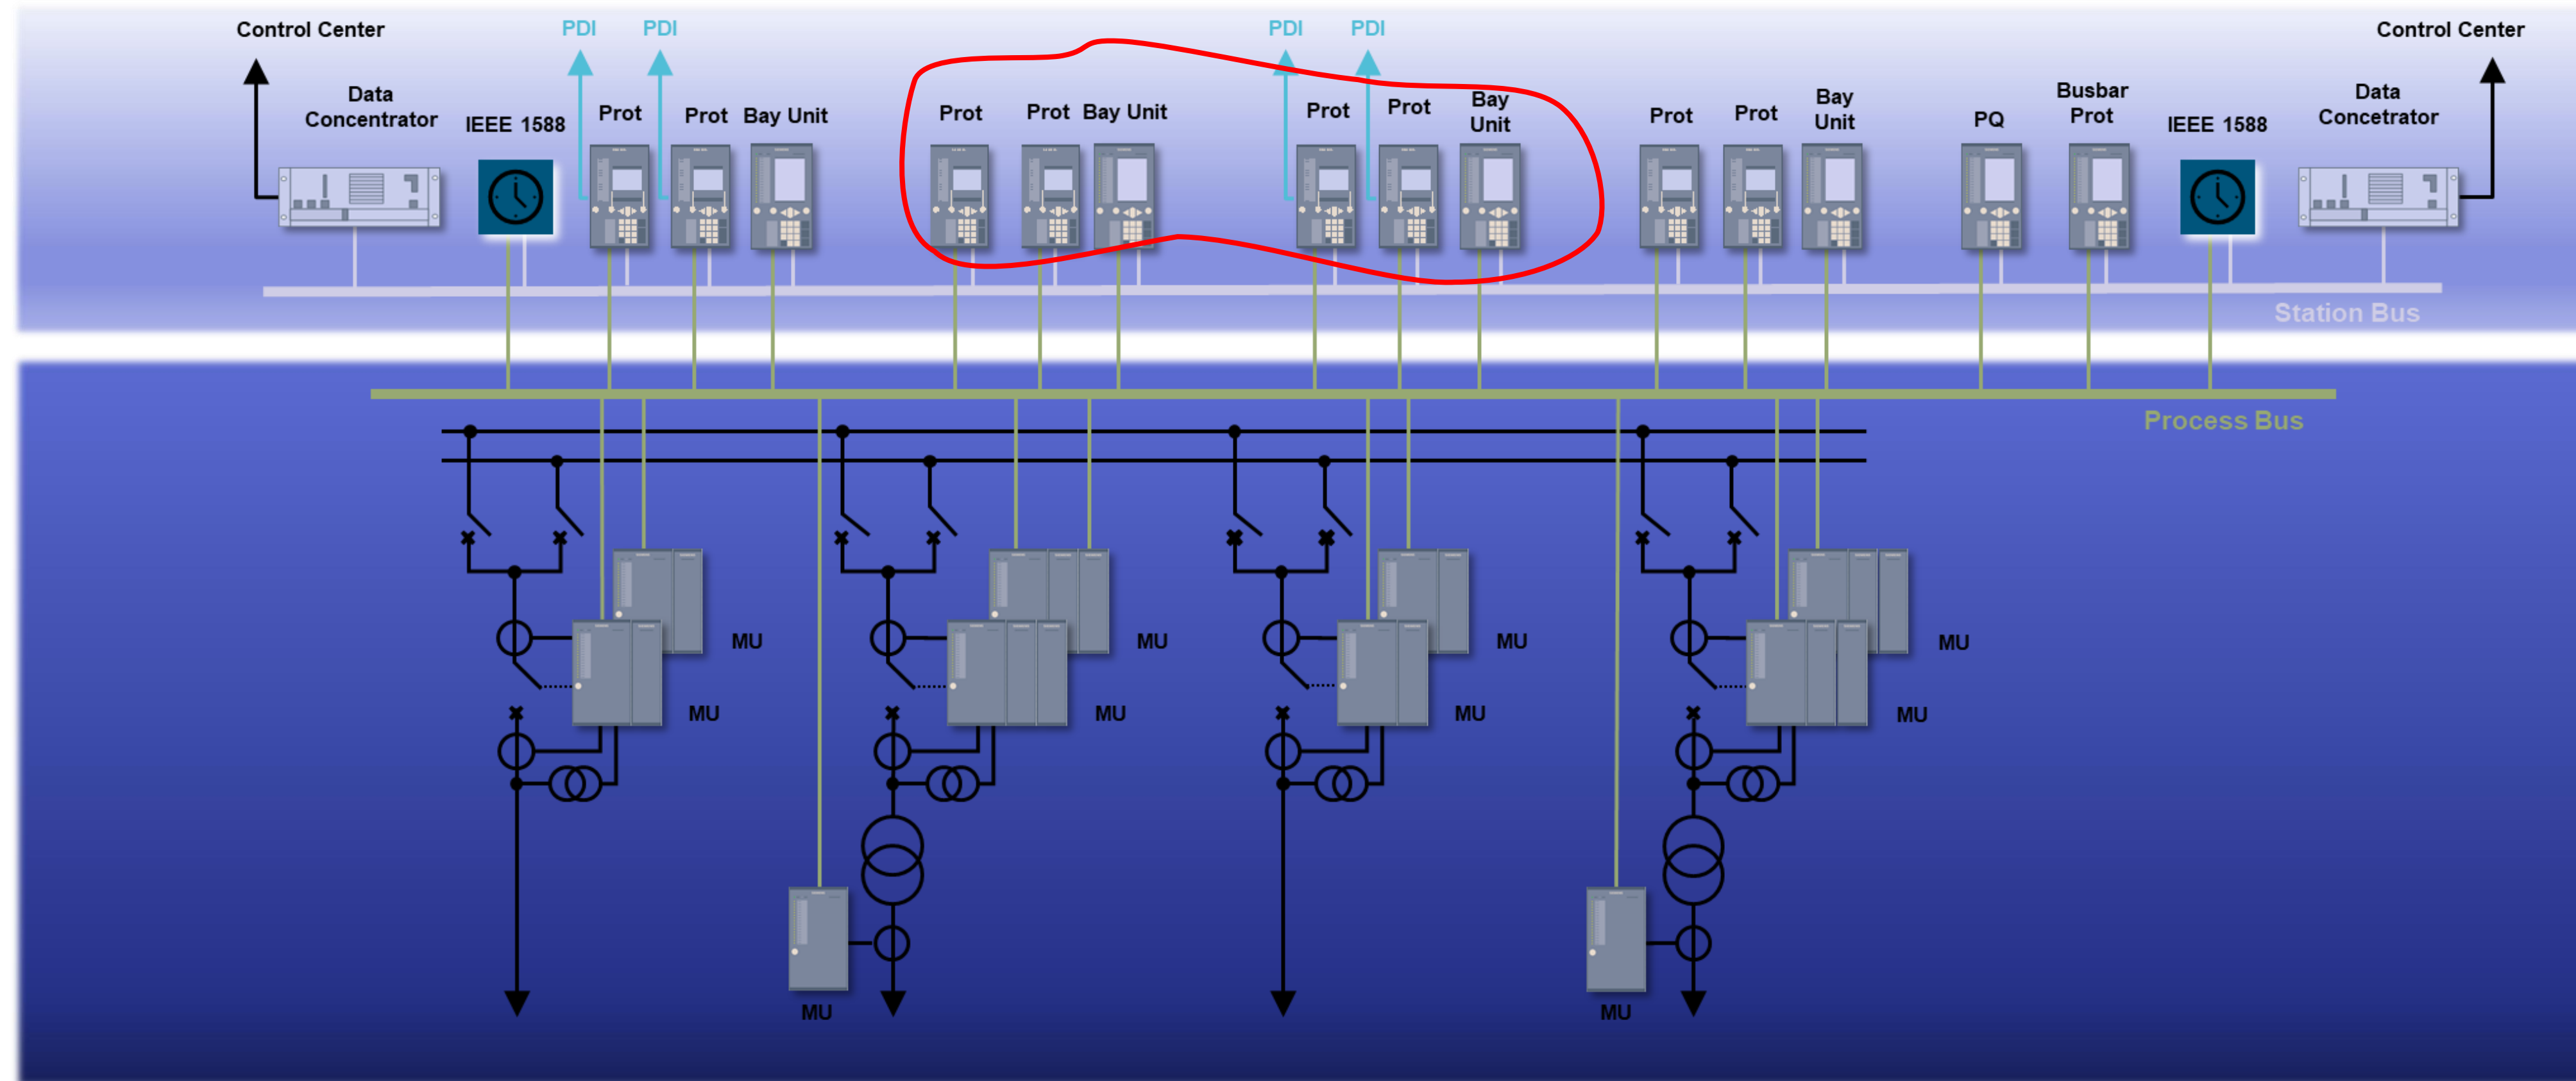 Control Center
PDI
PDI
PDI
PDI
Control Center
Data
Concentrator
IEEE 1588
Prot
Prot
Bay Unit
Prot
Prot
Bay Unit
Prot
Prot
Bay
Unit
Prot
Prot
Bay
Unit
PQ
Busbar
Prot
IEEE 1588
Data
Concetrator
Station Bus
Process Bus
MU
MU
MU
MU
MU
MU
MU
MU
MU
MU